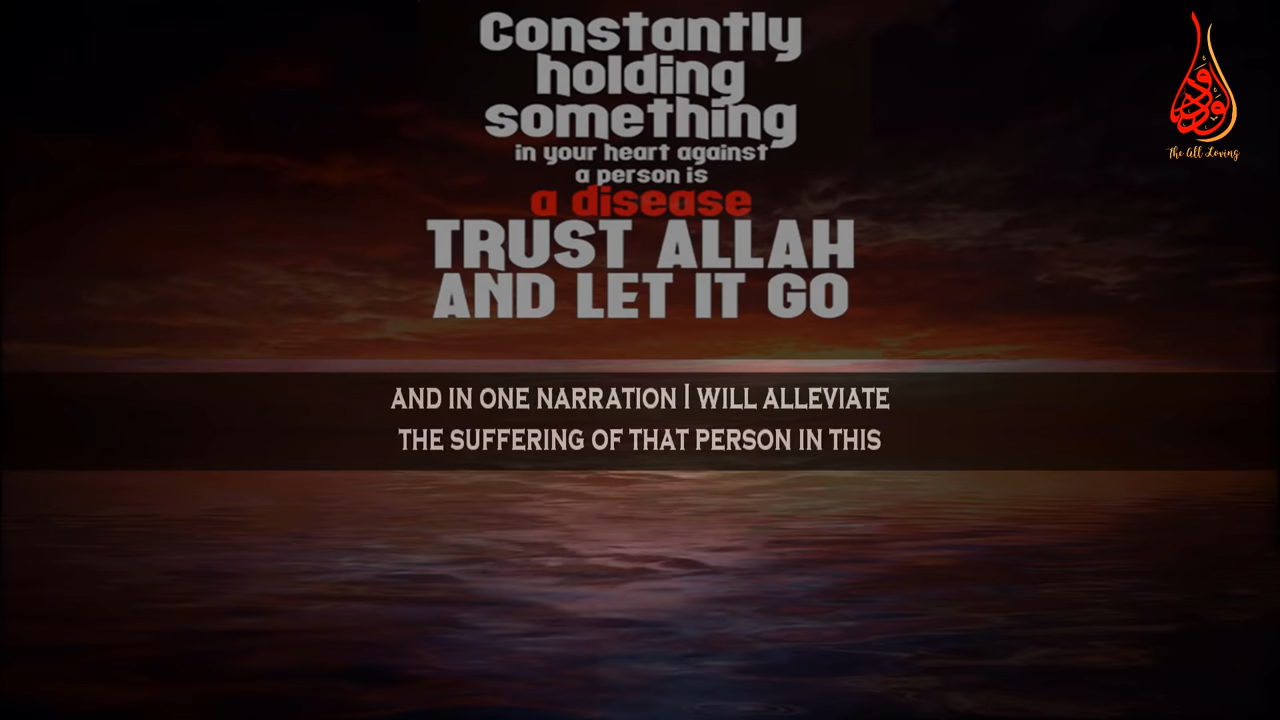 Constantly
holding
something
in your heart against
a person is
a disease
TRUST ALLAH
AND LET IT GO
The All Loving
AND IN ONE NARRATION I WILL ALLEVIATE
THE SUFFERING OF THAT PERSON IN THIS